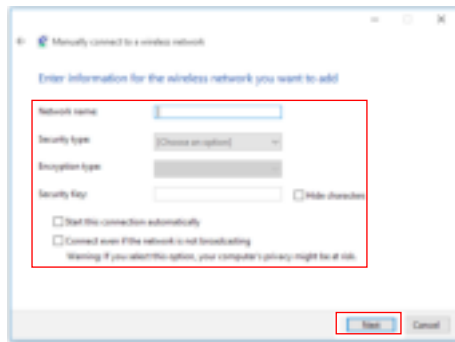 Manually connect to a wireless network
Enter information for the wireless network you want to add
Network name:
Security type: [Choose an option]
Encryption type:
Security Key: Hide characters
Start this connection automatically
Connect even if the network is not broadcasting
Warning: If you select this option, your computer's privacy might be at risk.
Next Cancel